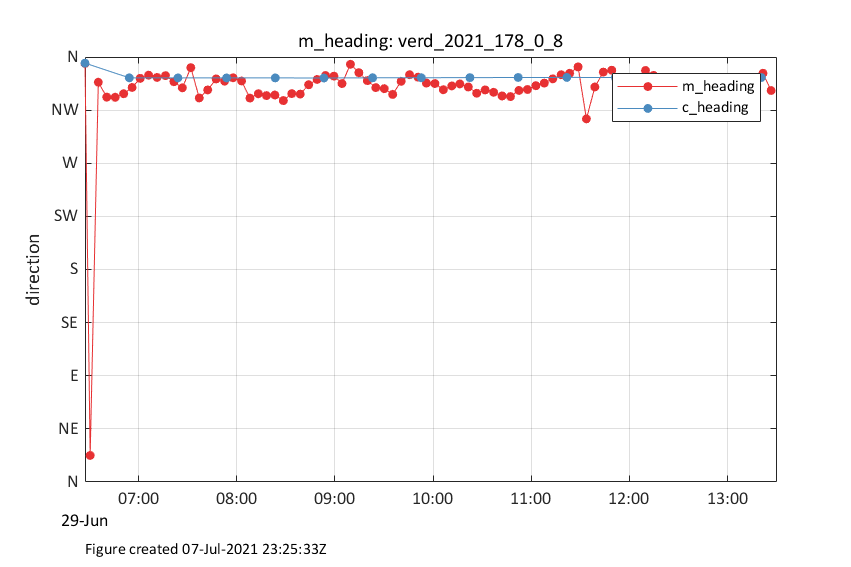 m_heading: verd_2021_178_0_8
N
NW
W
SW
S
SE
E
NE
N
direction
m_heading
c_heading
07:00 08:00 09:00 10:00 11:00 12:00 13:00
29-Jun
Figure created 07-Jul-2021 23:25:33Z